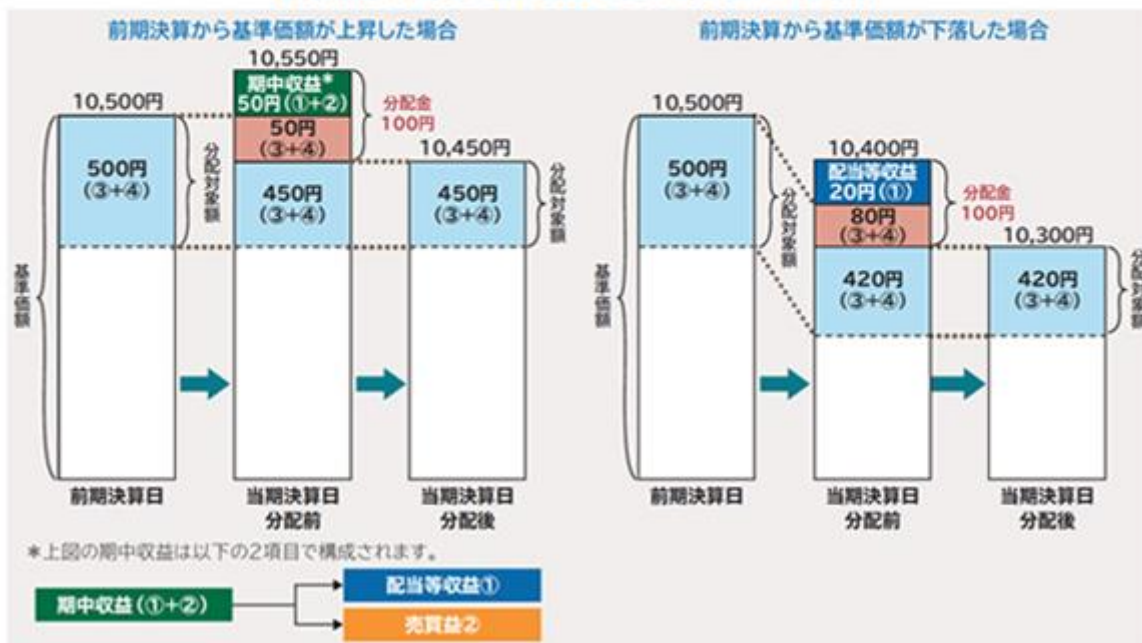 前期決算から基準価額が上昇した場合
10,500円
500円
(③+④)
分配対象額
基準価額
前期決算日
10,550円
期中収益*
50円(①+②)
50円
(③+④)
450円
(③+④)
分配金
100円
当期決算日
分配前
10,450円
450円
(③+④)
分配対象額
当期決算日
分配後
前期決算から基準価額が下落した場合
10,500円
500円
(③+④)
分配対象額
基準価額
前期決算日
10,400円
配当等収益
20円(①)
80円
(③+④)
420円
(③+④)
分配金
100円
当期決算日
分配前
10,300円
420円
(③+④)
分配対象額
当期決算日
分配後
*上図の期中収益は以下の2項目で構成されます。
期中収益(①+②)
配当等収益①
売買益②